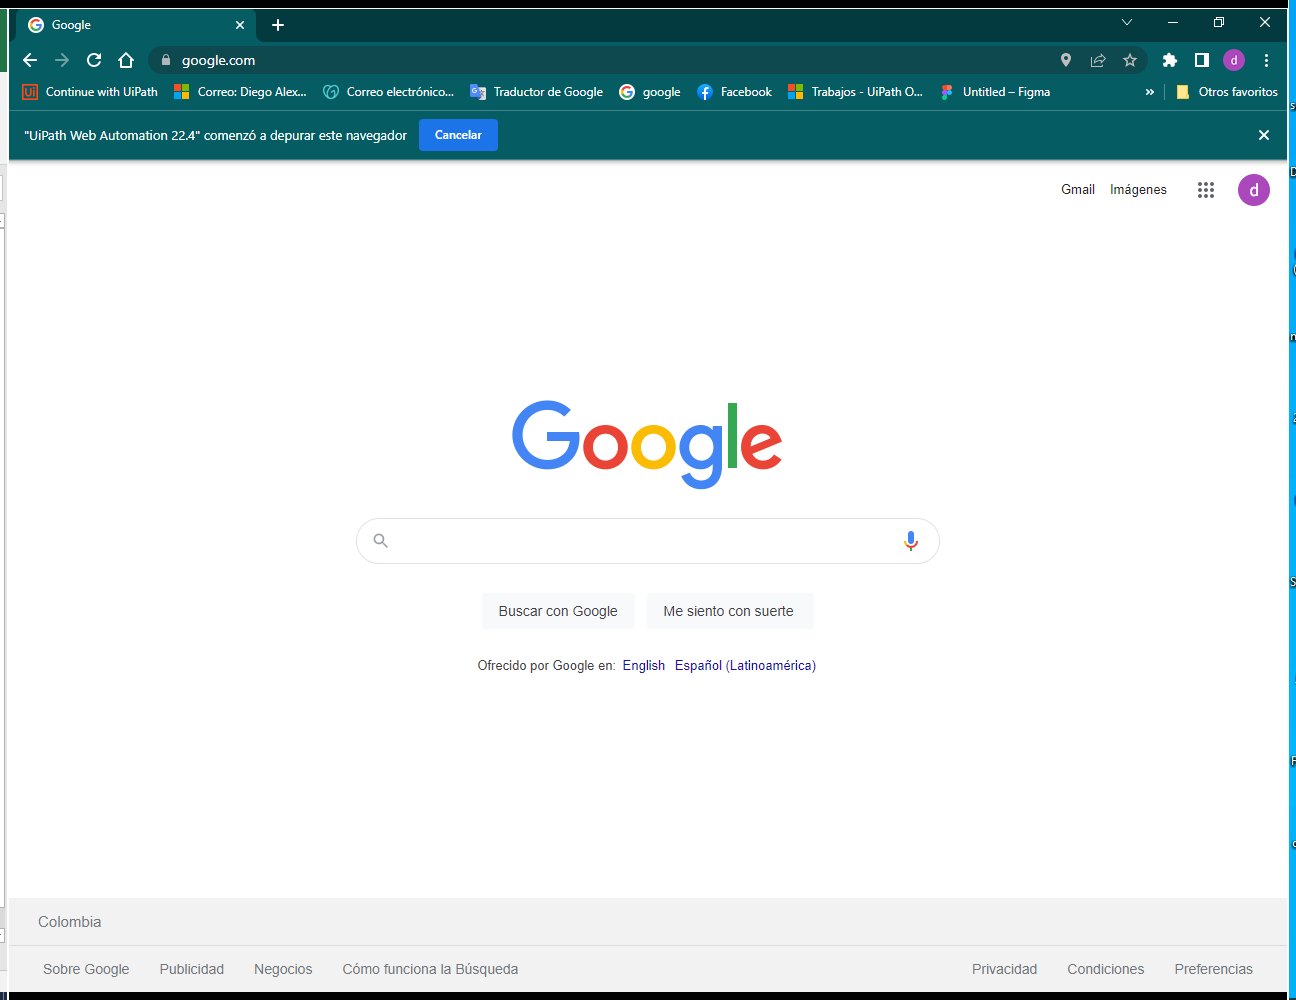 Google
google.com
d
Ui Continue with UiPath Correo: Diego Alex... Correo electrónico... Traductor de Google google Facebook Trabajos - UiPath O... Untitled – Figma » Otros favoritos
"UiPath Web Automation 22.4" comenzó a depurar este navegador Cancelar
Gmail Imágenes d
Google
Buscar con Google Me siento con suerte
Ofrecido por Google en: English Español (Latinoamérica)
Colombia
Sobre Google Publicidad Negocios Cómo funciona la Búsqueda Privacidad Condiciones Preferencias